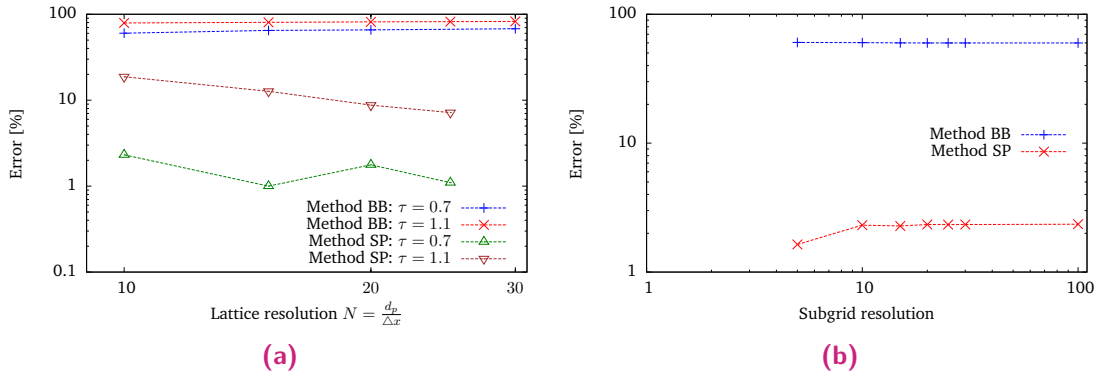 100
10
1
0.1
Error [%]
10
20
30
Lattice resolution N = d_p/△x
Method BB: τ = 0.7
Method BB: τ = 1.1
Method SP: τ = 0.7
Method SP: τ = 1.1
(a)
100
10
1
Error [%]
1
10
100
Subgrid resolution
Method BB
Method SP
(b)